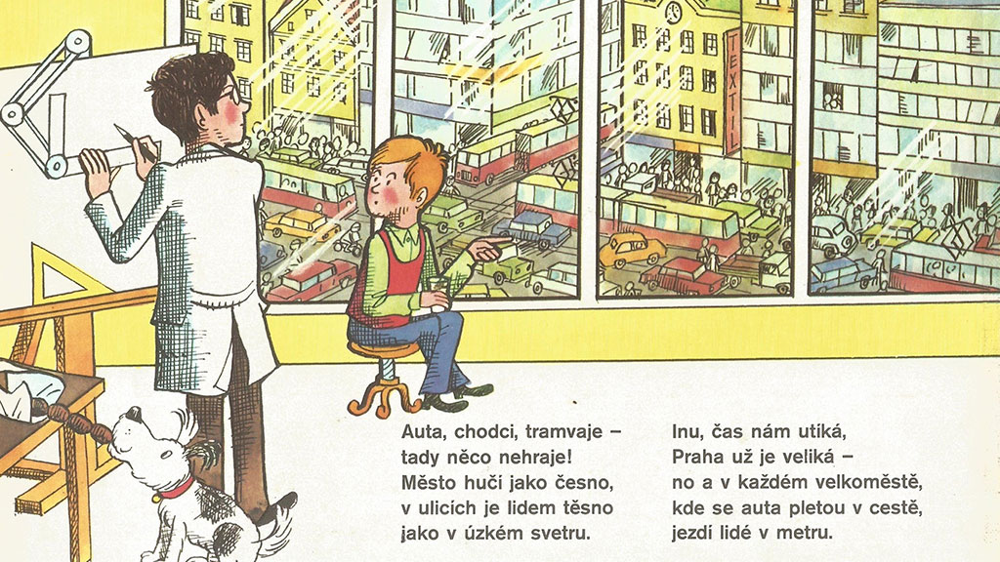 TEXTIL
Auta, chodci, tramvaje –
tady něco nehraje!
Město hučí jako česno,
v ulicích je lidem těsno
jako v úzkém svetru.
Inu, čas nám utíká,
Praha už je veliká –
no a v každém velkoměstě,
kde se auta pletou v cestě,
jezdí lidé v metru.